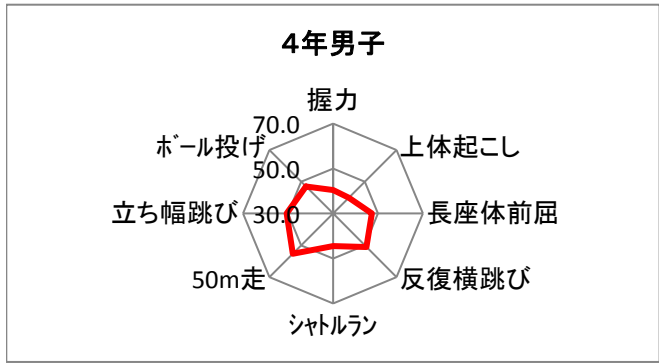 4年男子
握力
70.0
ﾎﾞｰﾙ投げ
上体起こし
50.0
立ち幅跳び
30.0
長座体前屈
50m走
反復横跳び
ｼｬﾄﾙﾗﾝ